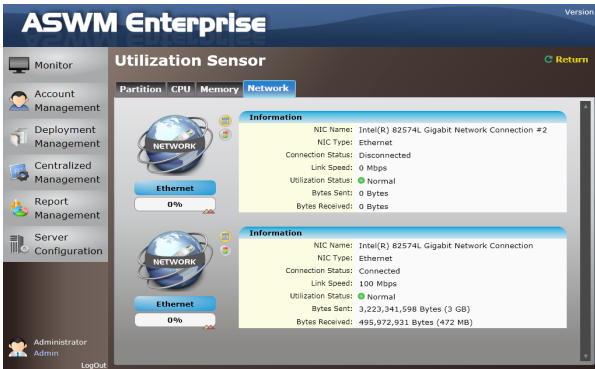 ASWM Enterprise
Version
Monitor
Account
Management
Deployment
Management
Centralized
Management
Report
Management
Server
Configuration
Administrator
Admin
LogOut
Utilization Sensor
Return
Partition CPU Memory Network
NETWORK
Ethernet
0%
Information
NIC Name: Intel(R) 82574L Gigabit Network Connection #2
NIC Type: Ethernet
Connection Status: Disconnected
Link Speed: 0 Mbps
Utilization Status: Normal
Bytes Sent: 0 Bytes
Bytes Received: 0 Bytes
NETWORK
Ethernet
0%
Information
NIC Name: Intel(R) 82574L Gigabit Network Connection
NIC Type: Ethernet
Connection Status: Connected
Link Speed: 100 Mbps
Utilization Status: Normal
Bytes Sent: 3,223,341,598 Bytes (3 GB)
Bytes Received: 495,972,931 Bytes (472 MB)